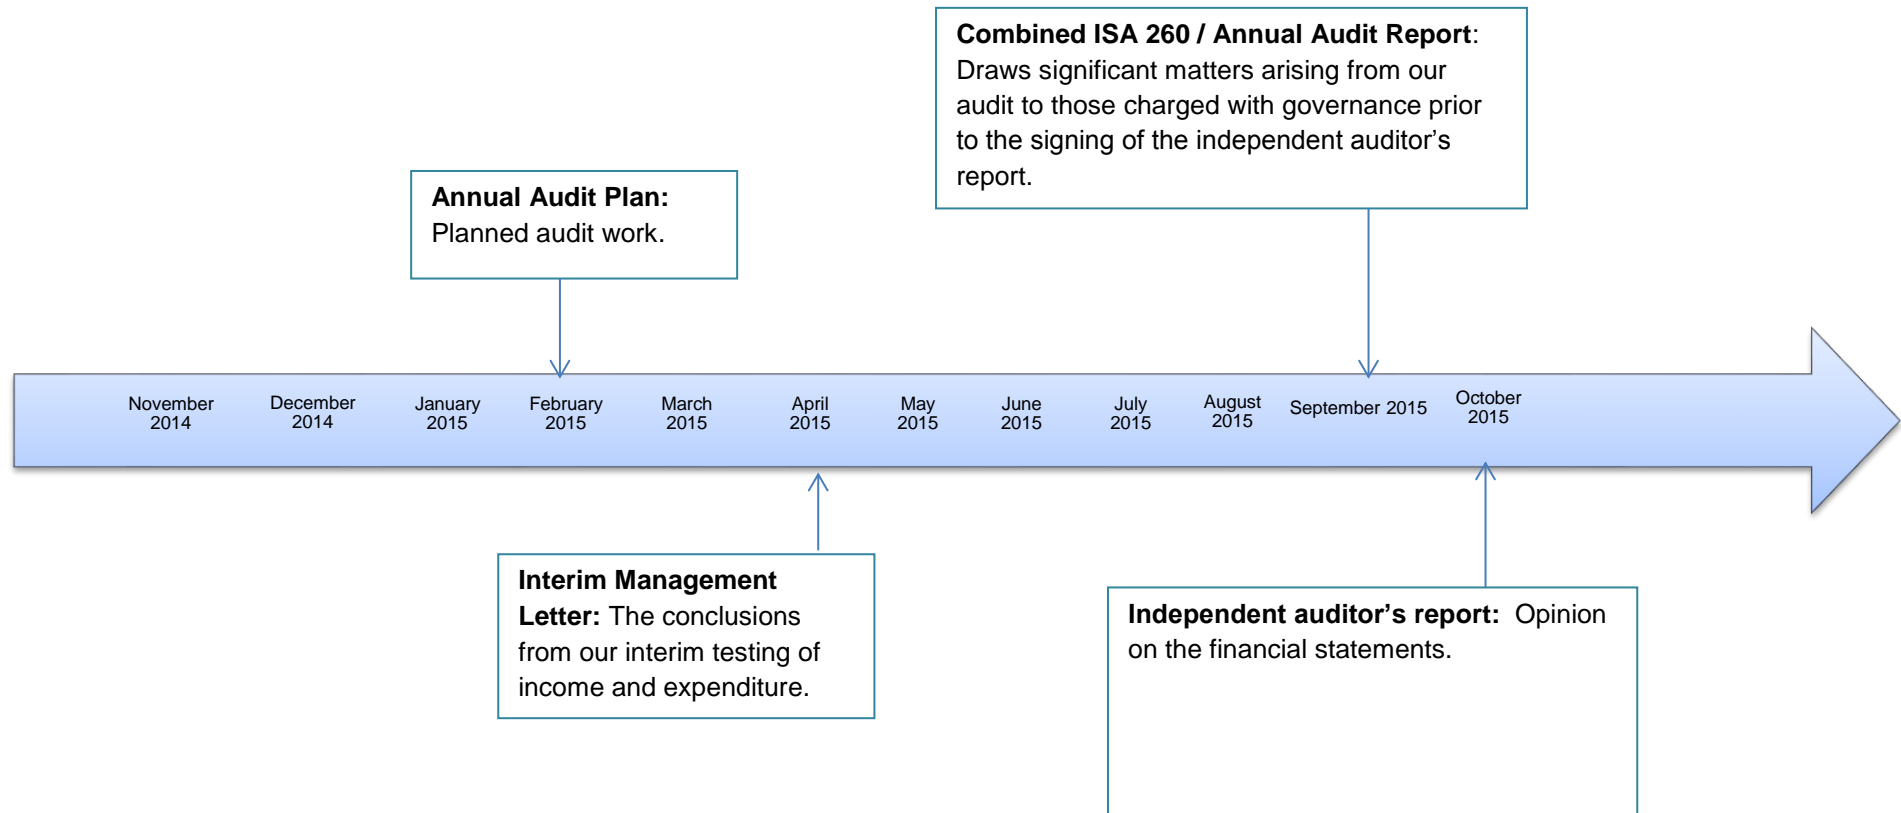 Combined ISA 260 / Annual Audit Report:
Draws significant matters arising from our
audit to those charged with governance prior
to the signing of the independent auditor’s
report.
Annual Audit Plan:
Planned audit work.
November
2014
December
2014
January
2015
February
2015
March
2015
April
2015
May
2015
June
2015
July
2015
August
2015
September 2015
October
2015
Interim Management
Letter: The conclusions
from our interim testing of
income and expenditure.
Independent auditor’s report:  Opinion
on the financial statements.